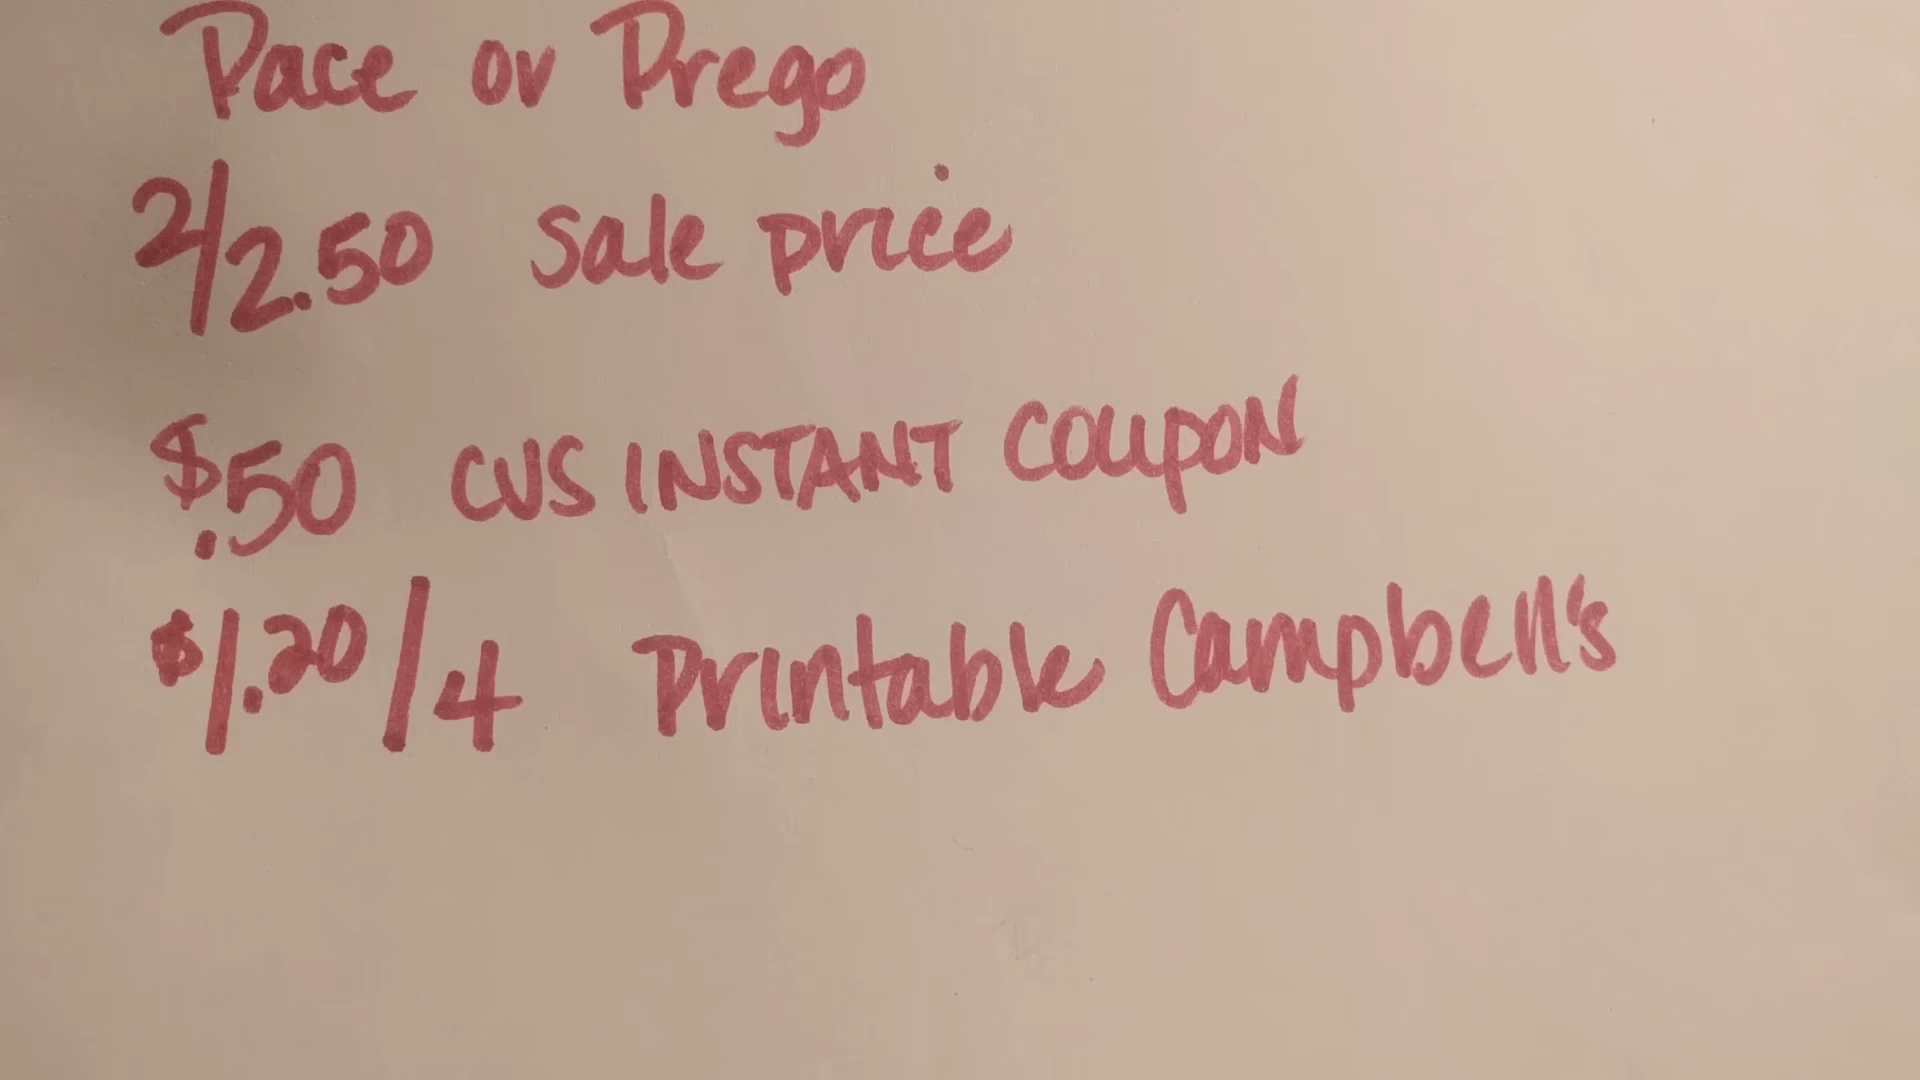 Pace or Prego
2/2.50 sale price
$.50 CVS INSTANT COUPON
$1.20/4 Printable Campbell's